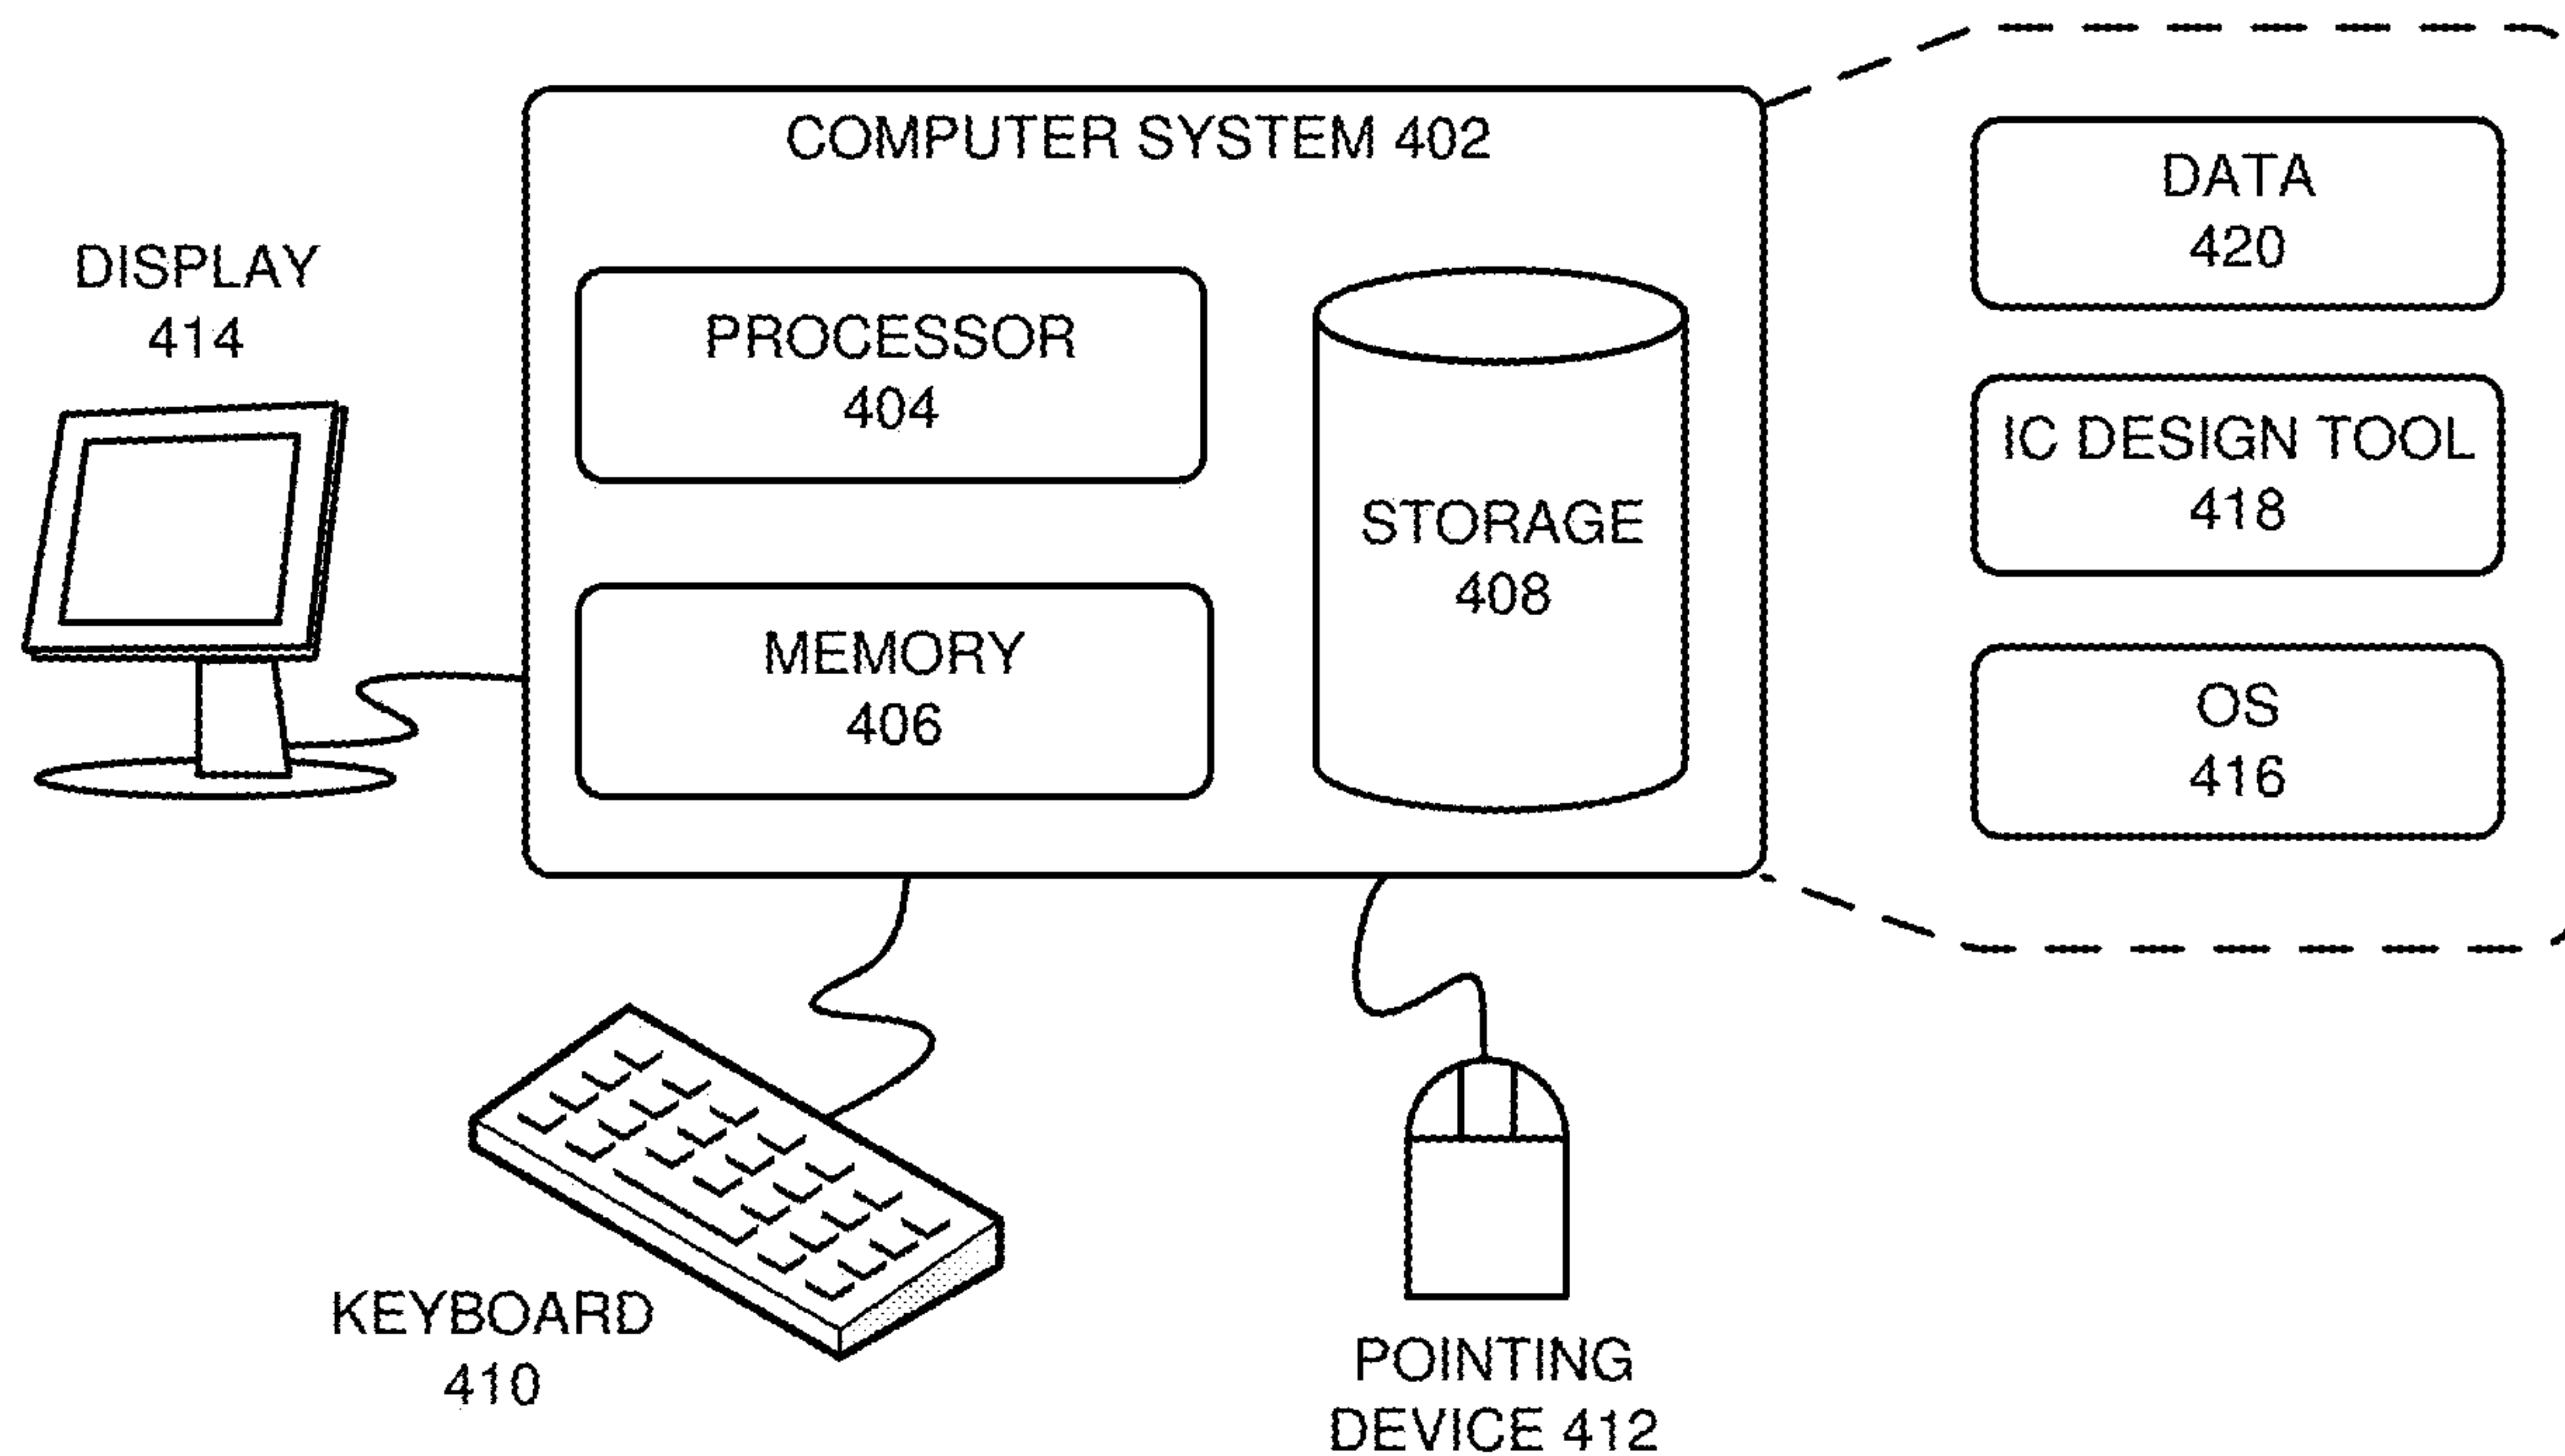 COMPUTER SYSTEM 402
DISPLAY
414
PROCESSOR
404
MEMORY
406
STORAGE
408
DATA
420
IC DESIGN TOOL
418
OS
416
KEYBOARD
410
POINTING
DEVICE 412